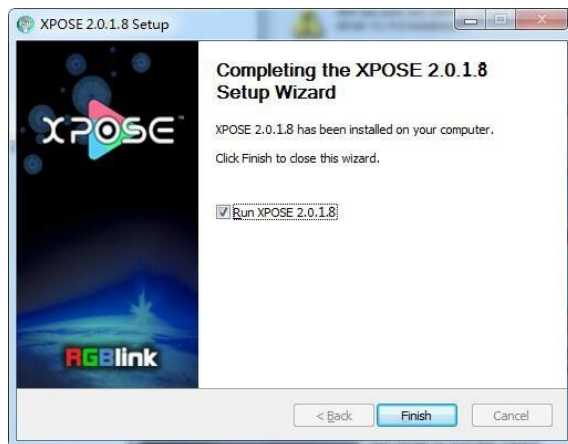 XPOSE 2.0.1.8 Setup
XPOSE
Completing the XPOSE 2.0.1.8
Setup Wizard
XPOSE 2.0.1.8 has been installed on your computer.
Click Finish to close this wizard.
Run XPOSE 2.0.1.8
RGBlink
< Back
Finish
Cancel